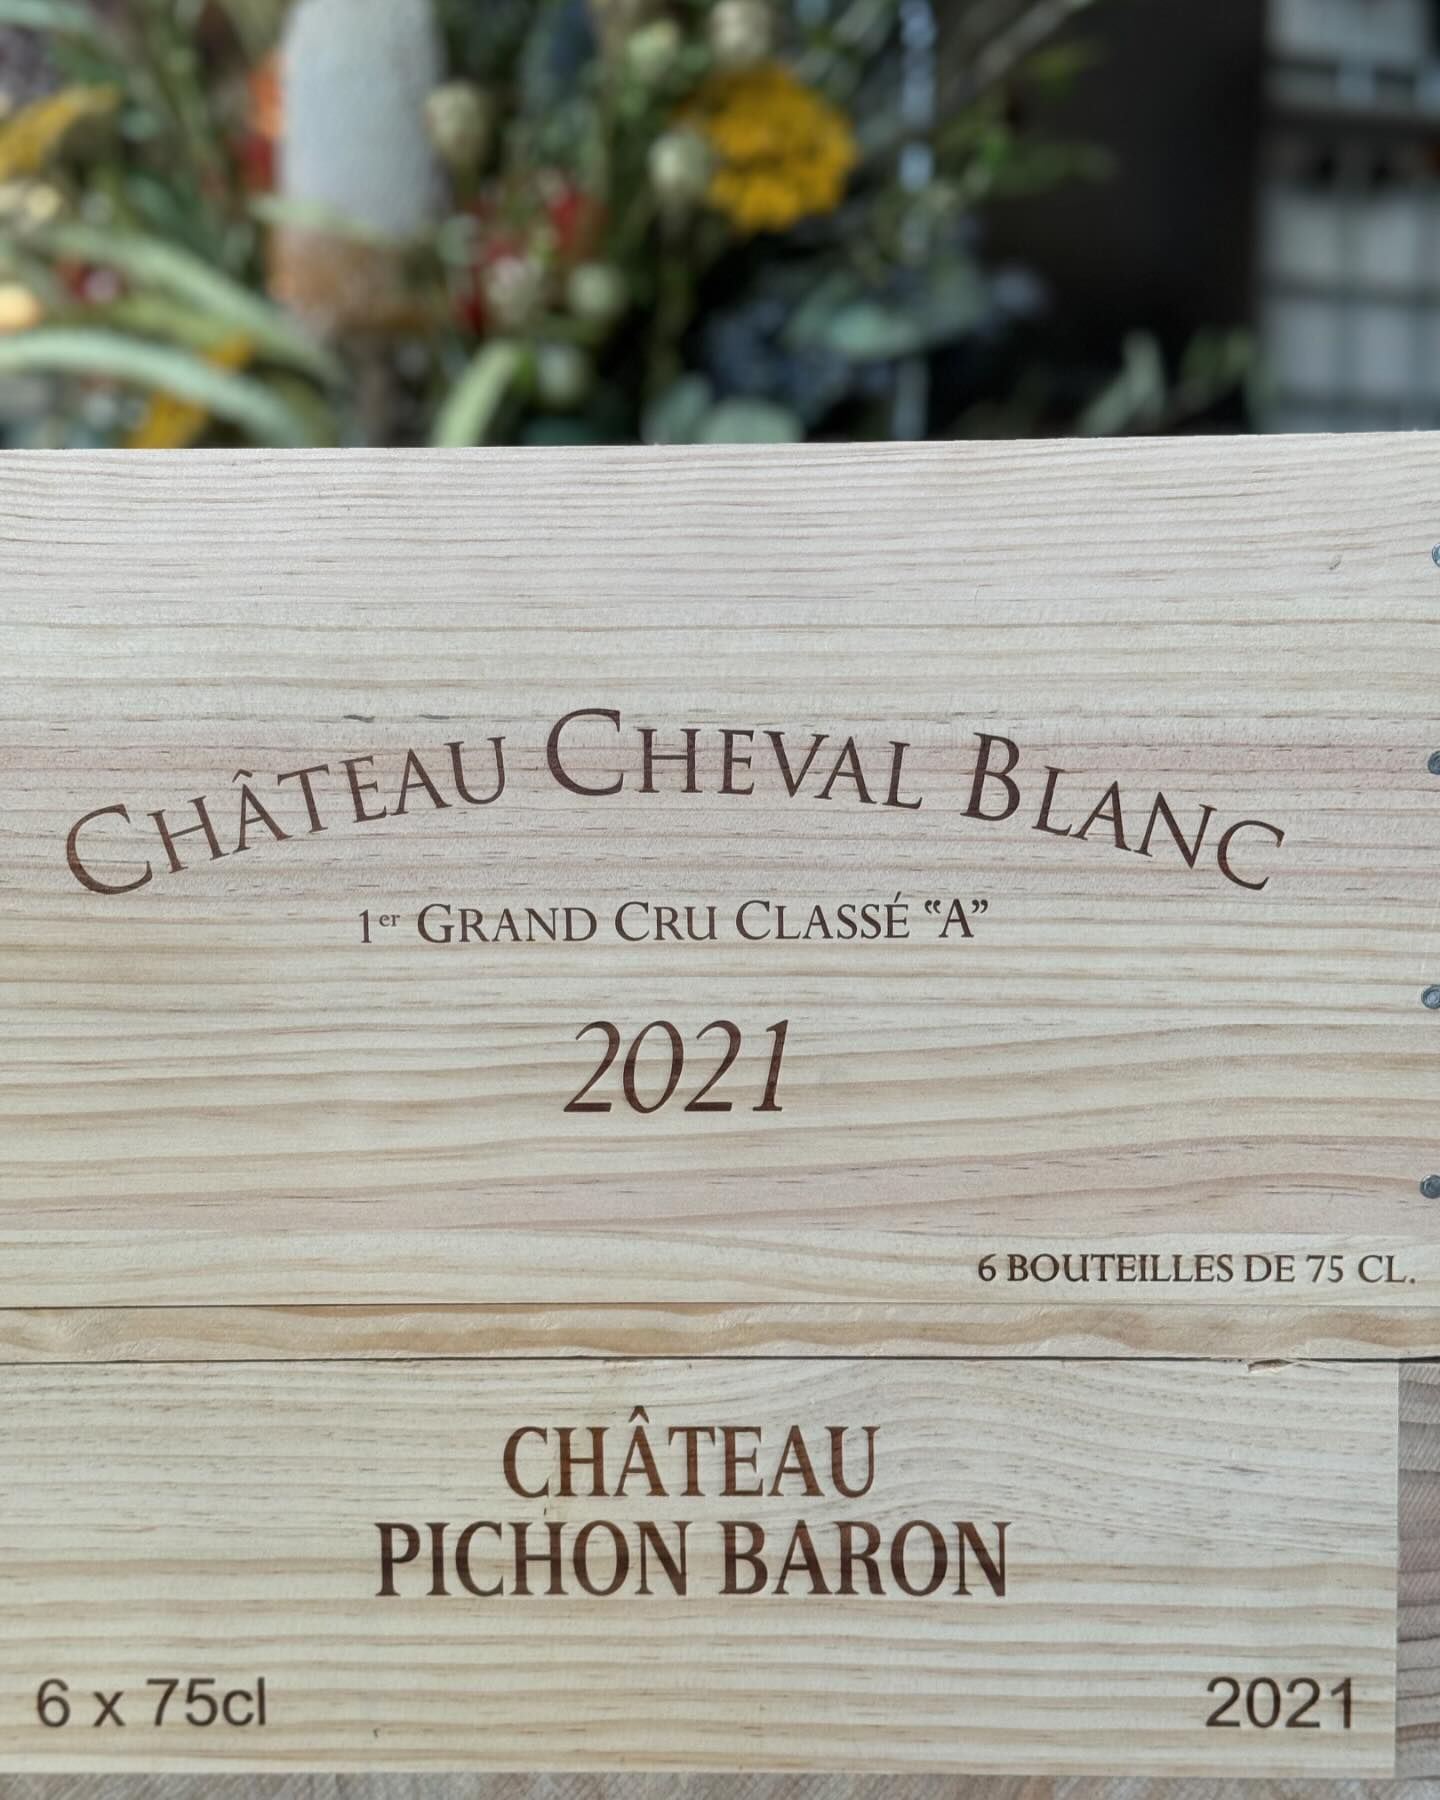 CHÂTEAU CHEVAL BLANC
1er GRAND CRU CLASSÉ “A”
2021
6 BOUTEILLES DE 75 CL.
CHÂTEAU
PICHON BARON
6 x 75cl 2021